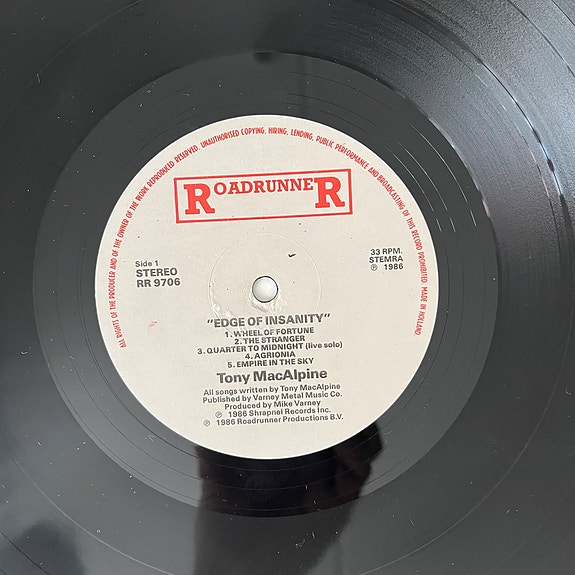 ALL RIGHTS OF THE PRODUCER AND OF THE OWNER OF THE WORK REPRODUCED RESERVED. UNAUTHORISED COPYING, HIRING, LENDING, PUBLIC PERFORMANCE AND BROADCASTING OF THIS RECORD PROHIBITED. MADE IN HOLLAND
ROADRUNNER
Side 1
STEREO
RR 9706
33 RPM.
STEMRA
℗ 1986
"EDGE OF INSANITY"
1. WHEEL OF FORTUNE
2. THE STRANGER
3. QUARTER TO MIDNIGHT (live solo)
4. AGRIONIA
5. EMPIRE IN THE SKY
Tony MacAlpine
All songs written by Tony MacAlpine
Published by Varney Metal Music Co.
Produced by Mike Varney
℗ 1986 Shrapnel Records Inc.
℗ 1986 Roadrunner Productions B.V.